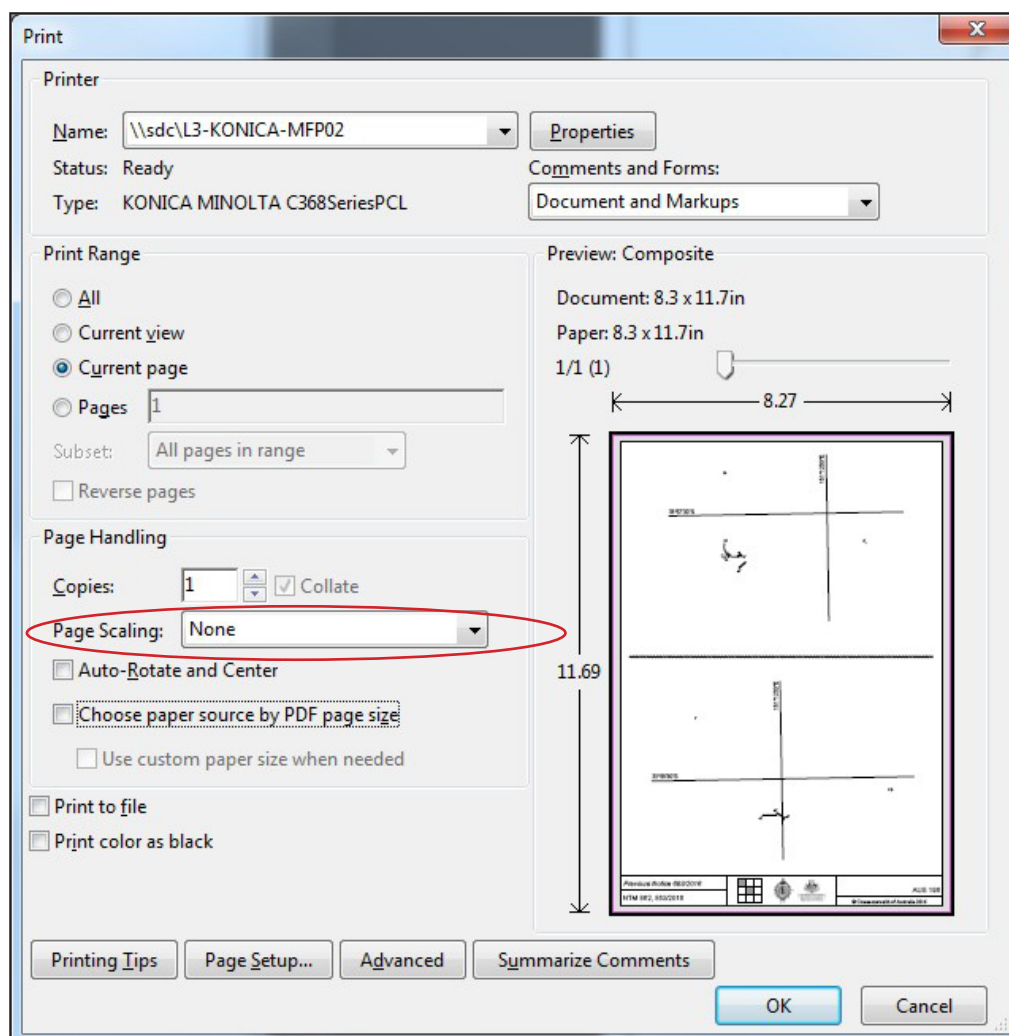 Print
Printer
Name: \\sdc\L3-KONICA-MFP02
Properties
Status: Ready
Comments and Forms:
Type: KONICA MINOLTA C368SeriesPCL
Document and Markups
Print Range
All
Current view
Current page
Pages 1
Subset: All pages in range
Reverse pages
Page Handling
Copies: 1
Collate
Page Scaling: None
Auto-Rotate and Center
Choose paper source by PDF page size
Use custom paper size when needed
Print to file
Print color as black
Preview: Composite
Document: 8.3 x 11.7in
Paper: 8.3 x 11.7in
1/1 (1)
8.27
11.69
AUS 198
Printing Tips
Page Setup...
Advanced
Summarize Comments
OK
Cancel